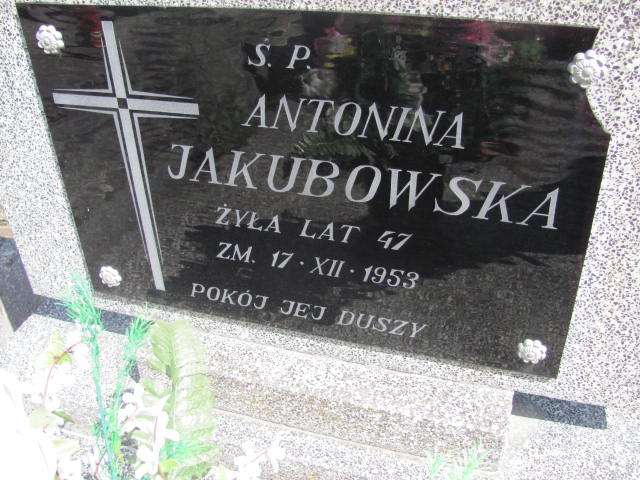 Ś. P.
ANTONINA
JAKUBOWSKA
ŻYŁA LAT 47
ZM. 17 · XII · 1953
POKÓJ JEJ DUSZY